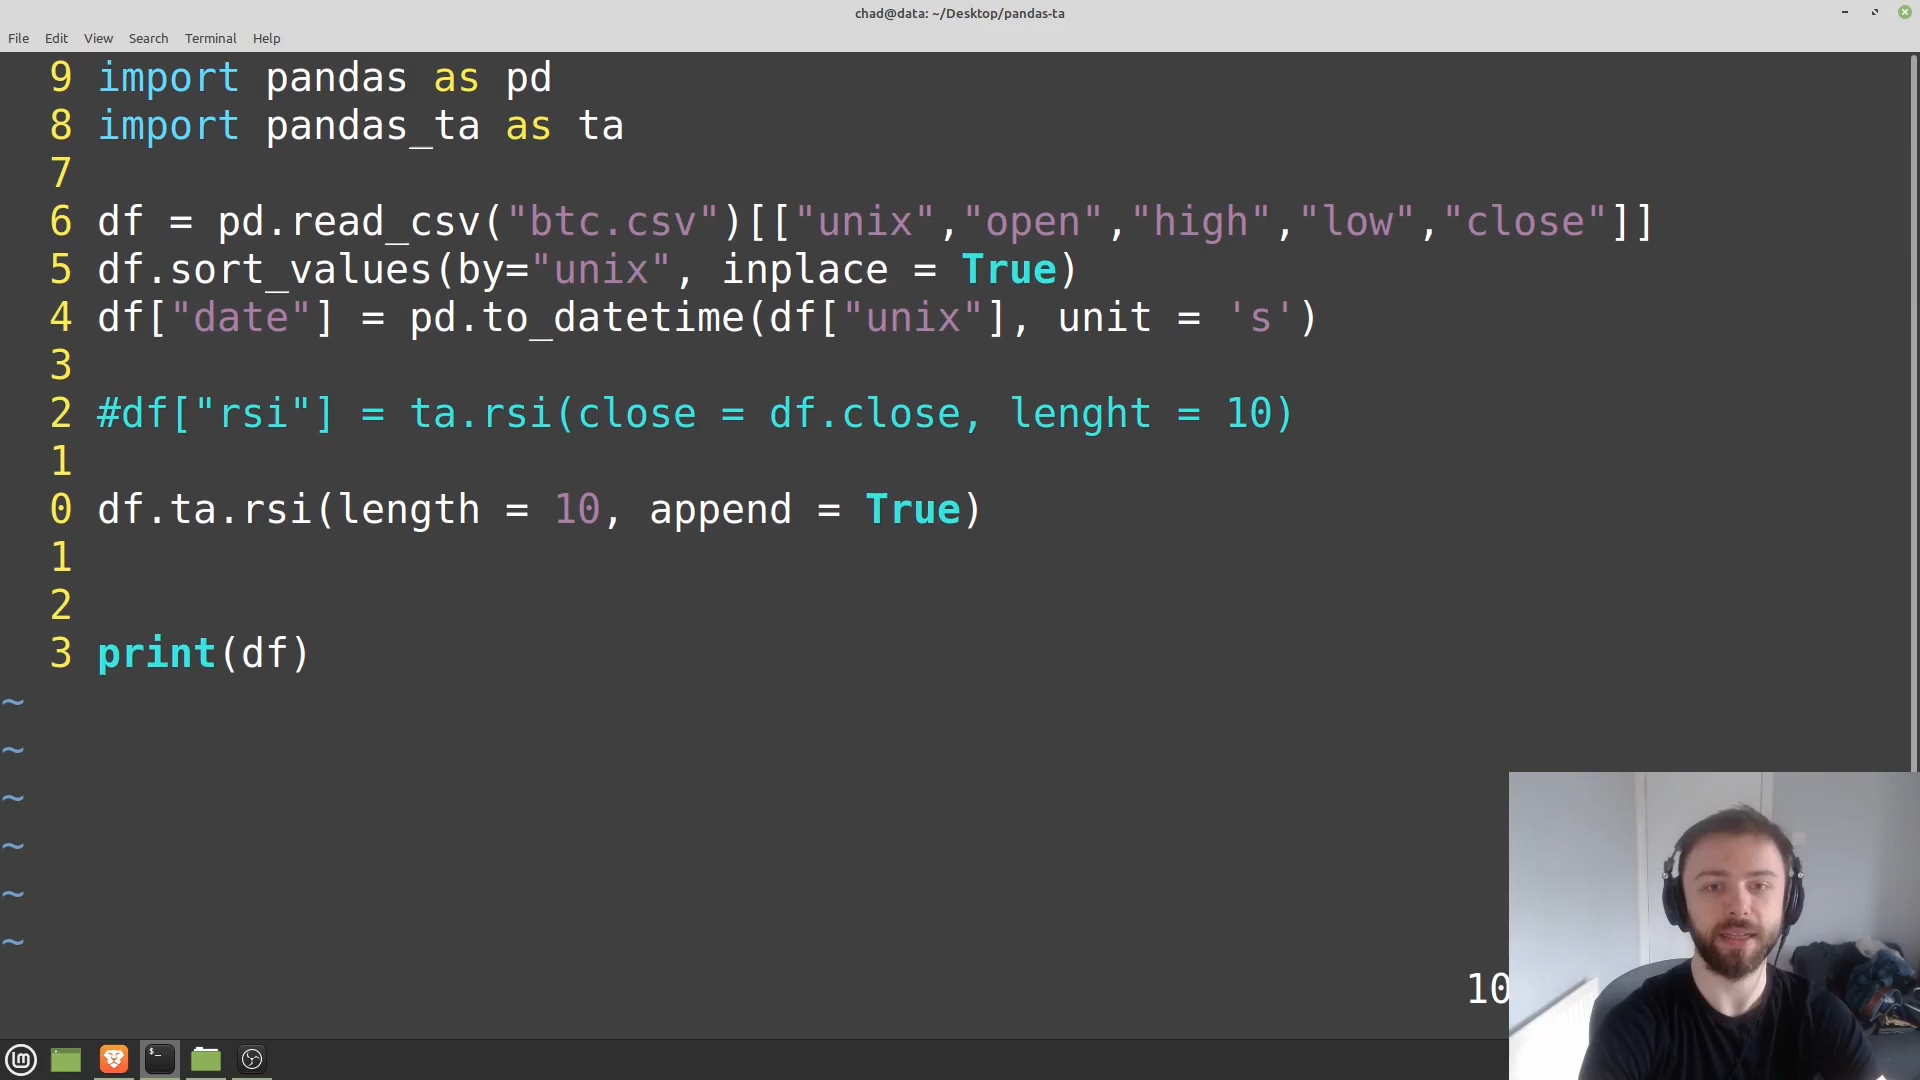 chad@data: ~/Desktop/pandas-ta
File Edit View Search Terminal Help
9 import pandas as pd
8 import pandas_ta as ta
7
6 df = pd.read_csv("btc.csv")[["unix","open","high","low","close"]]
5 df.sort_values(by="unix", inplace = True)
4 df["date"] = pd.to_datetime(df["unix"], unit = 's')
3
2 #df["rsi"] = ta.rsi(close = df.close, lenght = 10)
1
0 df.ta.rsi(length = 10, append = True)
1
2
3 print(df)
~
~
~
~
~
~
10